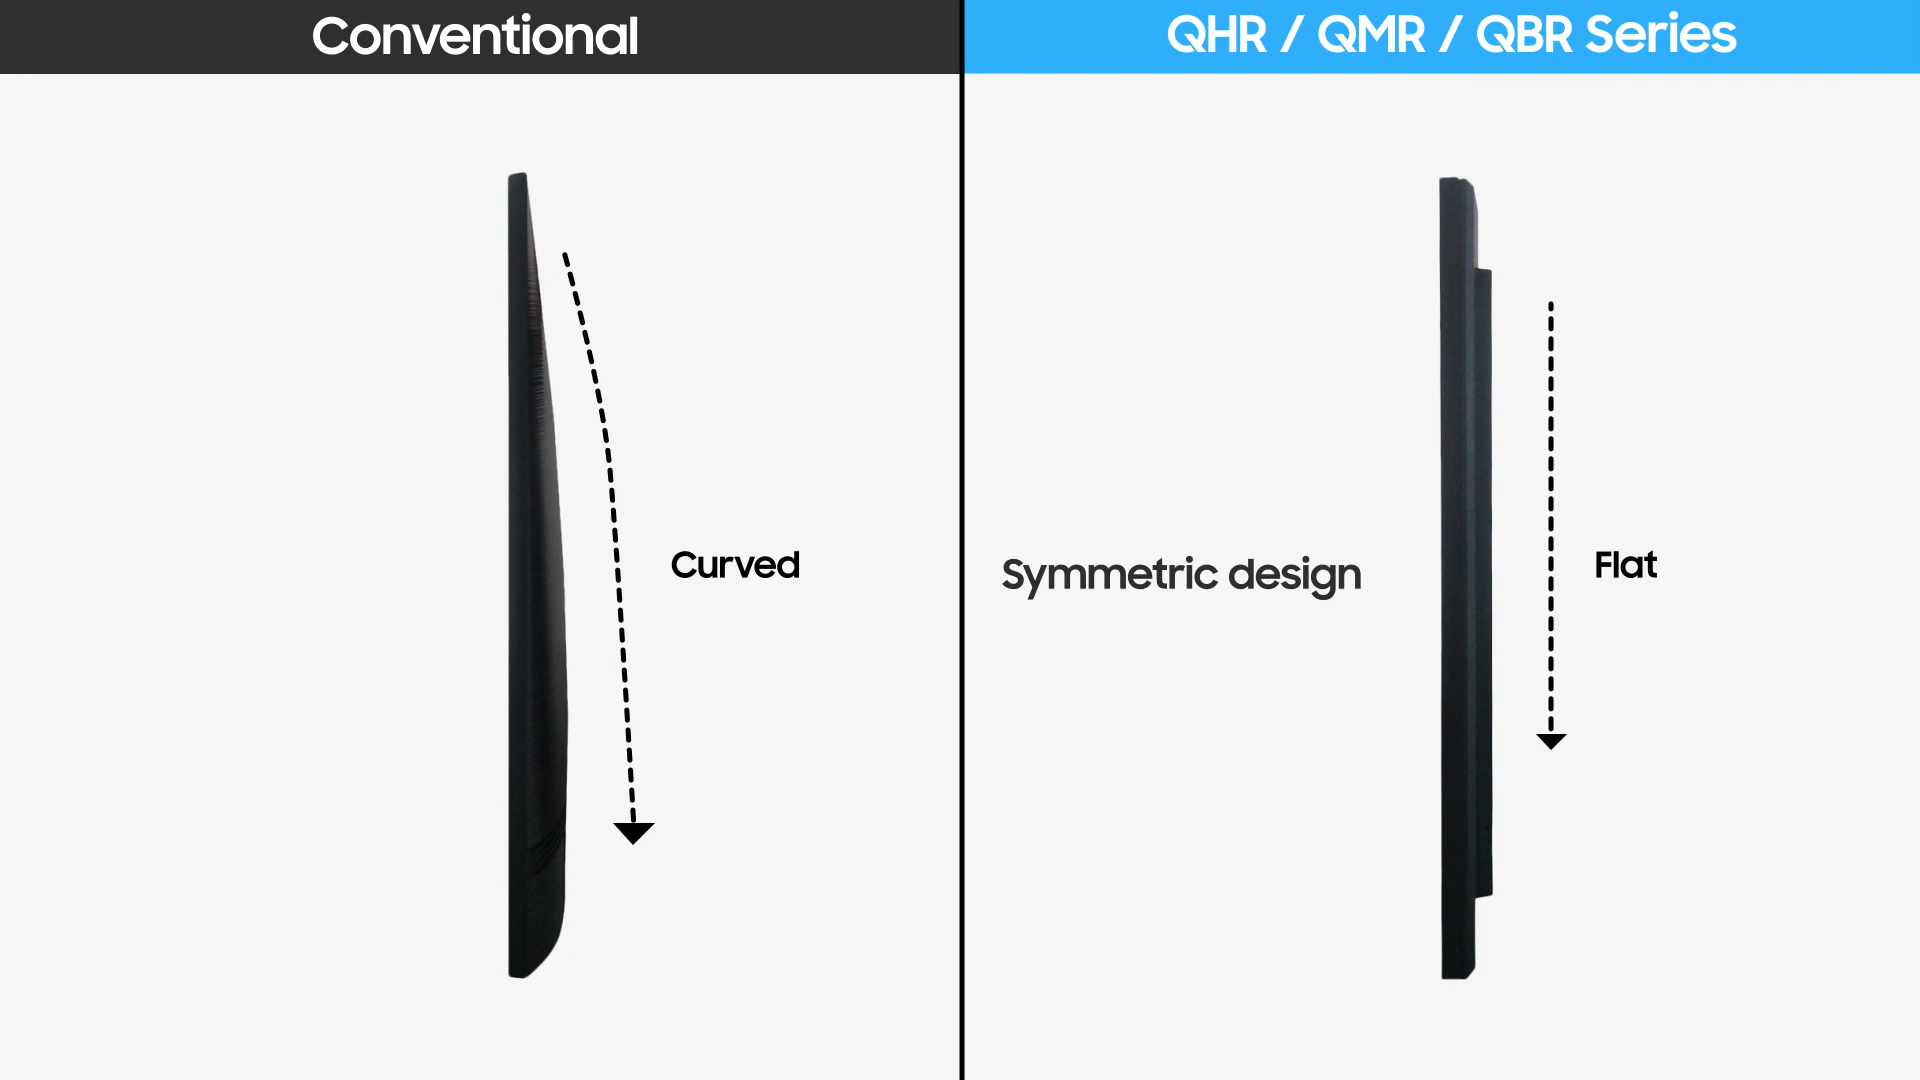 Conventional
QHR / QMR / QBR Series
Curved
Symmetric design
Flat